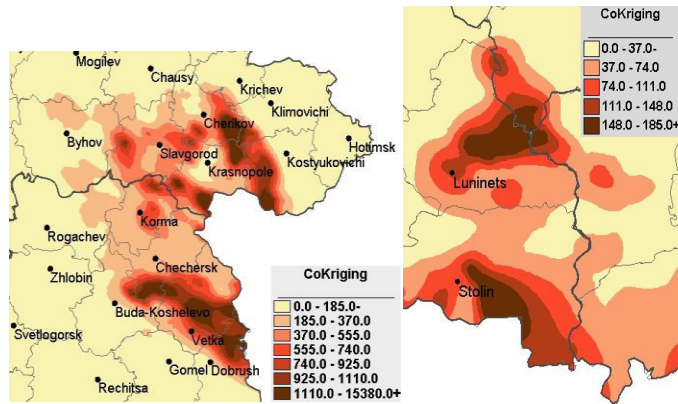 Mogilev
Chausy
Krichev
Klimovichi
Cherikov
Byhov
Slavgorod
Hotimsk
Kostyukovichi
Krasnopole
Korma
Rogachev
Chechersk
Zhlobin
Buda-Koshelevo
Svetlogorsk
Vetka
Gomel
Dobrush
Rechitsa
CoKriging
0.0 - 185.0-
185.0 - 370.0
370.0 - 555.0
555.0 - 740.0
740.0 - 925.0
925.0 - 1110.0
1110.0 - 15380.0+
CoKriging
0.0 - 37.0-
37.0 - 74.0
74.0 - 111.0
111.0 - 148.0
148.0 - 185.0+
Luninets
Stolin